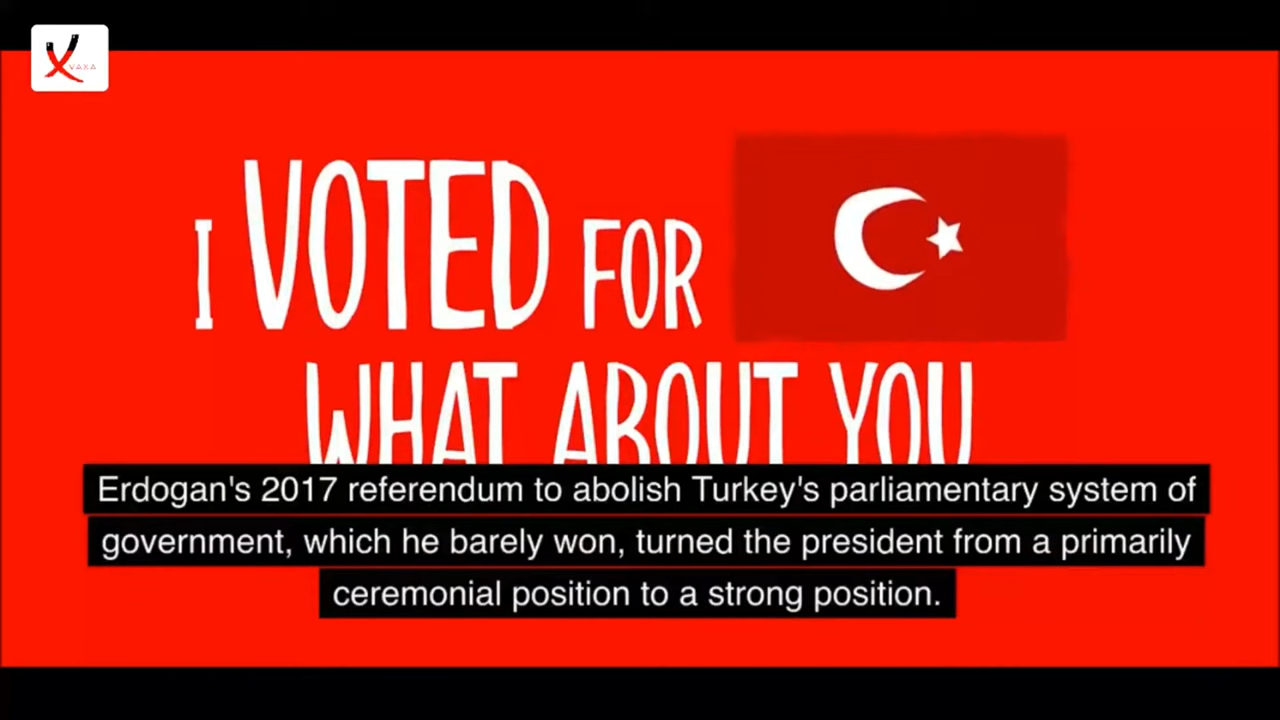 VAXA
I VOTED FOR
WHAT ABOUT YOU
Erdogan's 2017 referendum to abolish Turkey's parliamentary system of
government, which he barely won, turned the president from a primarily
ceremonial position to a strong position.